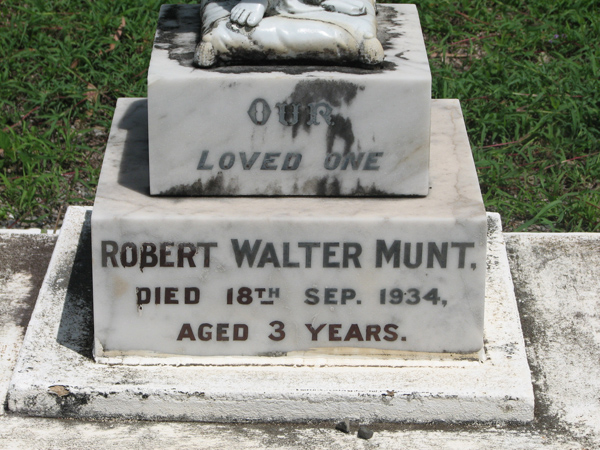 OUR
LOVED ONE
ROBERT WALTER MUNT,
DIED 18TH SEP. 1934,
AGED 3 YEARS.